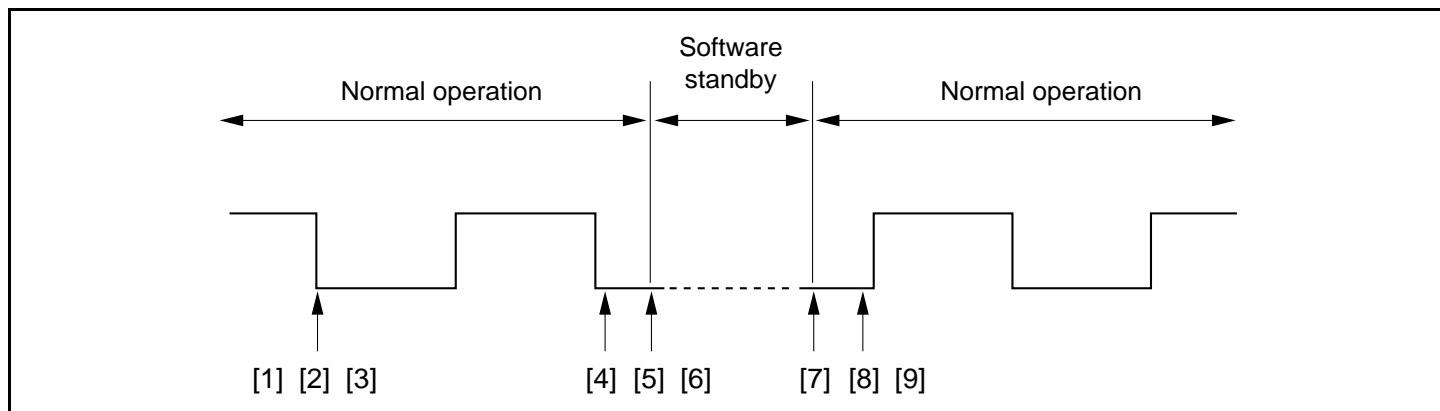 Software
standby
Normal operation
Normal operation
[1] [2] [3]
[4] [5] [6]
[7] [8] [9]